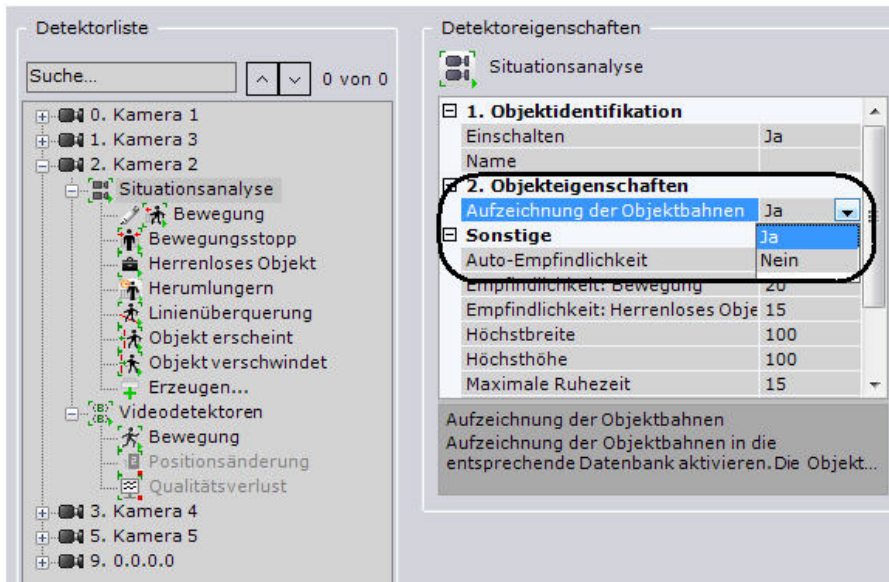 Detektorliste
Suche...
0 von 0
0. Kamera 1
1. Kamera 3
2. Kamera 2
Situationsanalyse
Bewegung
Bewegungsstopp
Herrenloses Objekt
Herumlungern
Linienüberquerung
Objekt erscheint
Objekt verschwindet
Erzeugen...
Videodetektoren
Bewegung
Positionsänderung
Qualitätsverlust
3. Kamera 4
5. Kamera 5
9. 0.0.0.0
Detektoreigenschaften
Situationsanalyse
1. Objektidentifikation
Einschalten Ja
Name
2. Objekteigenschaften
Aufzeichnung der Objektbahnen Ja
Ja
Sonstige
Auto-Empfindlichkeit Nein
Empfindlichkeit: Bewegung 20
Empfindlichkeit: Herrenloses Obje 15
Höchstbreite 100
Höchsthöhe 100
Maximale Ruhezeit 15
Aufzeichnung der Objektbahnen
Aufzeichnung der Objektbahnen in die
entsprechende Datenbank aktivieren.Die Objekt...